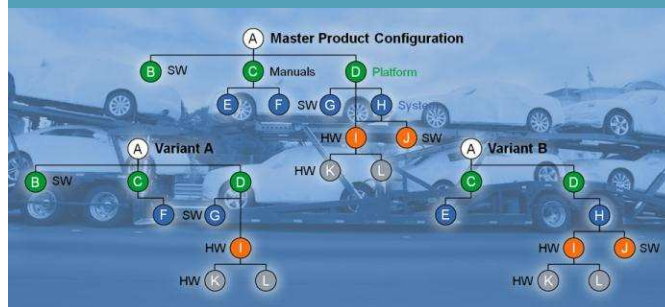 A Master Product Configuration
B SW C Manuals D Platform
E F SW G H System
HW I J SW
K L
HW
A Variant A
B SW C D
F SW G
HW I
HW K L
A Variant B
C D
E H
HW I J SW
HW K L